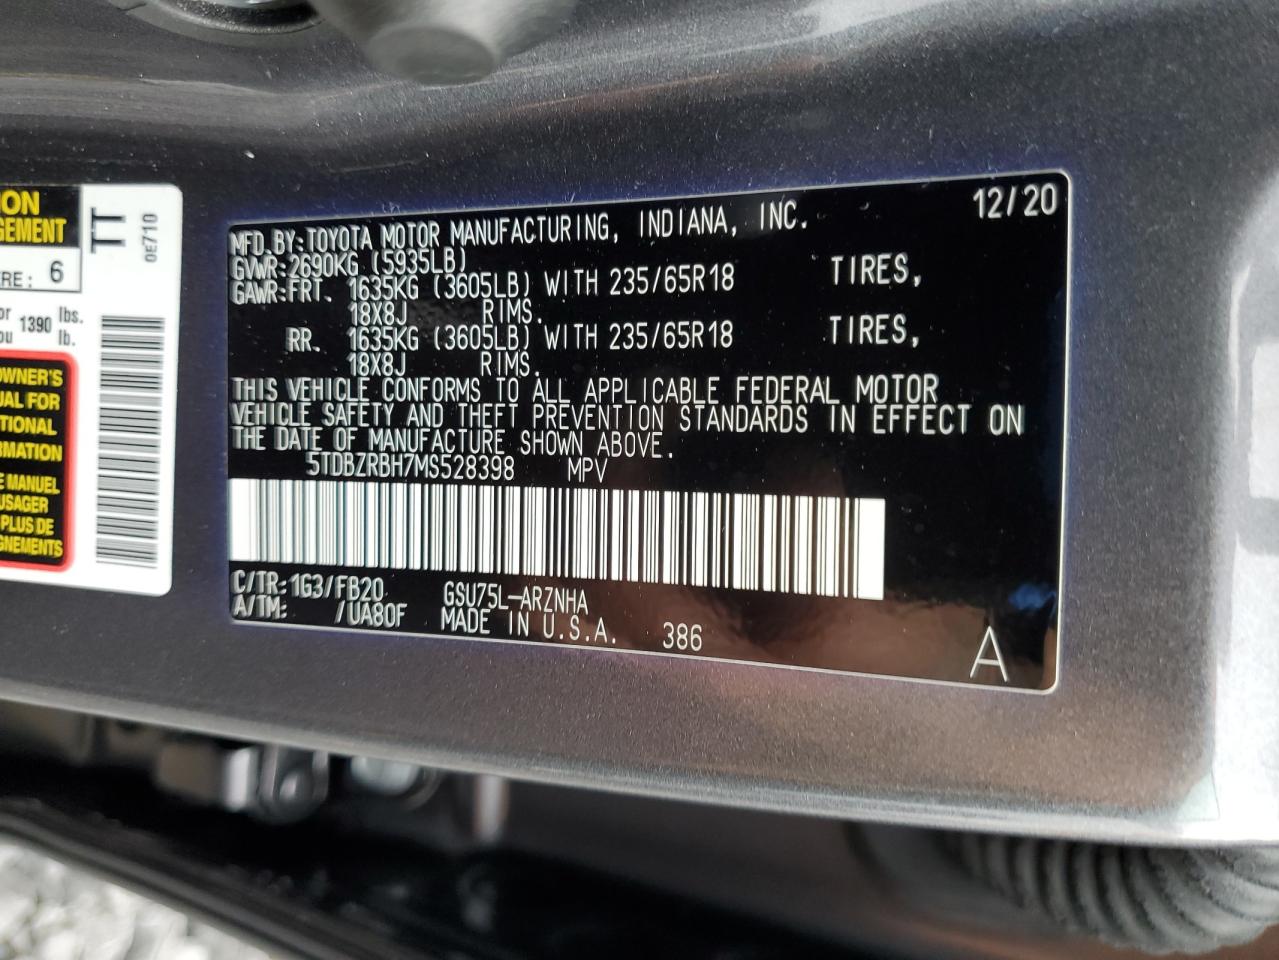 ION
GEMENT
ERE: 6
or
ou 1390 lbs.
lb.
OWNER'S
UAL FOR
TIONAL
RMATION
E MANUEL
USAGER
PLUS DE
GNEMENTS
TT
0E710
12/20
MFD.BY:TOYOTA MOTOR MANUFACTURING, INDIANA, INC.
GVWR:2690KG (5935LB)
GAWR:FRT. 1635KG (3605LB) WITH 235/65R18 TIRES,
18X8J RIMS.
RR. 1635KG (3605LB) WITH 235/65R18 TIRES,
18X8J RIMS.
THIS VEHICLE CONFORMS TO ALL APPLICABLE FEDERAL MOTOR
VEHICLE SAFETY AND THEFT PREVENTION STANDARDS IN EFFECT ON
THE DATE OF MANUFACTURE SHOWN ABOVE.
5TDBZRBH7MS528398 MPV
C/TR:1G3/FB20 GSU75L-ARZNHA
A/TM: /UA80F MADE IN U.S.A. 386
A